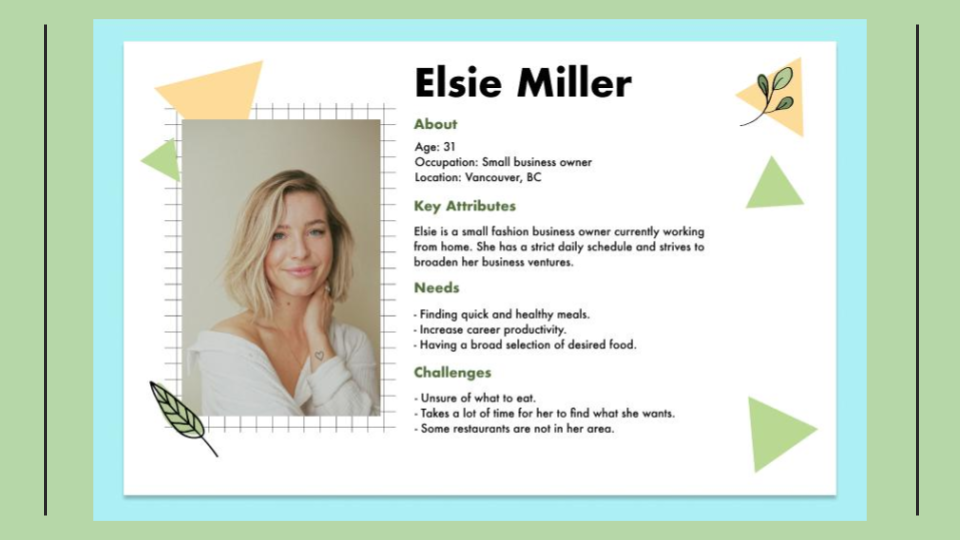 Elsie Miller
About
Age: 31
Occupation: Small business owner
Location: Vancouver, BC
Key Attributes
Elsie is a small fashion business owner currently working
from home. She has a strict daily schedule and strives to
broaden her business ventures.
Needs
- Finding quick and healthy meals.
- Increase career productivity.
- Having a broad selection of desired food.
Challenges
- Unsure of what to eat.
- Takes a lot of time for her to find what she wants.
- Some restaurants are not in her area.